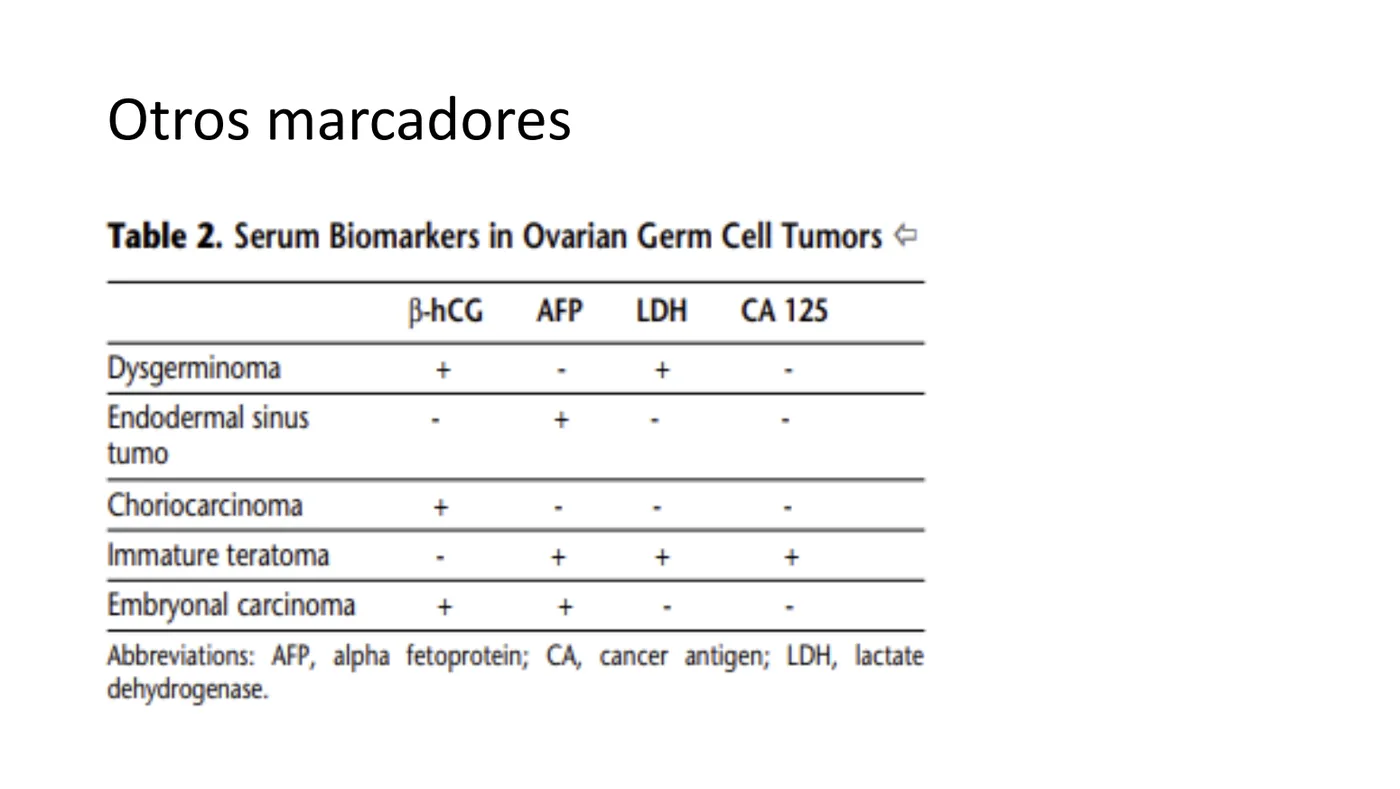 Otros marcadores
Table 2. Serum Biomarkers in Ovarian Germ Cell Tumors ⇦
β-hCG AFP LDH CA 125
Dysgerminoma + - + -
Endodermal sinus - + - -
tumo
Choriocarcinoma + - - -
Immature teratoma - + + +
Embryonal carcinoma + + - -
Abbreviations: AFP, alpha fetoprotein; CA, cancer antigen; LDH, lactate
dehydrogenase.